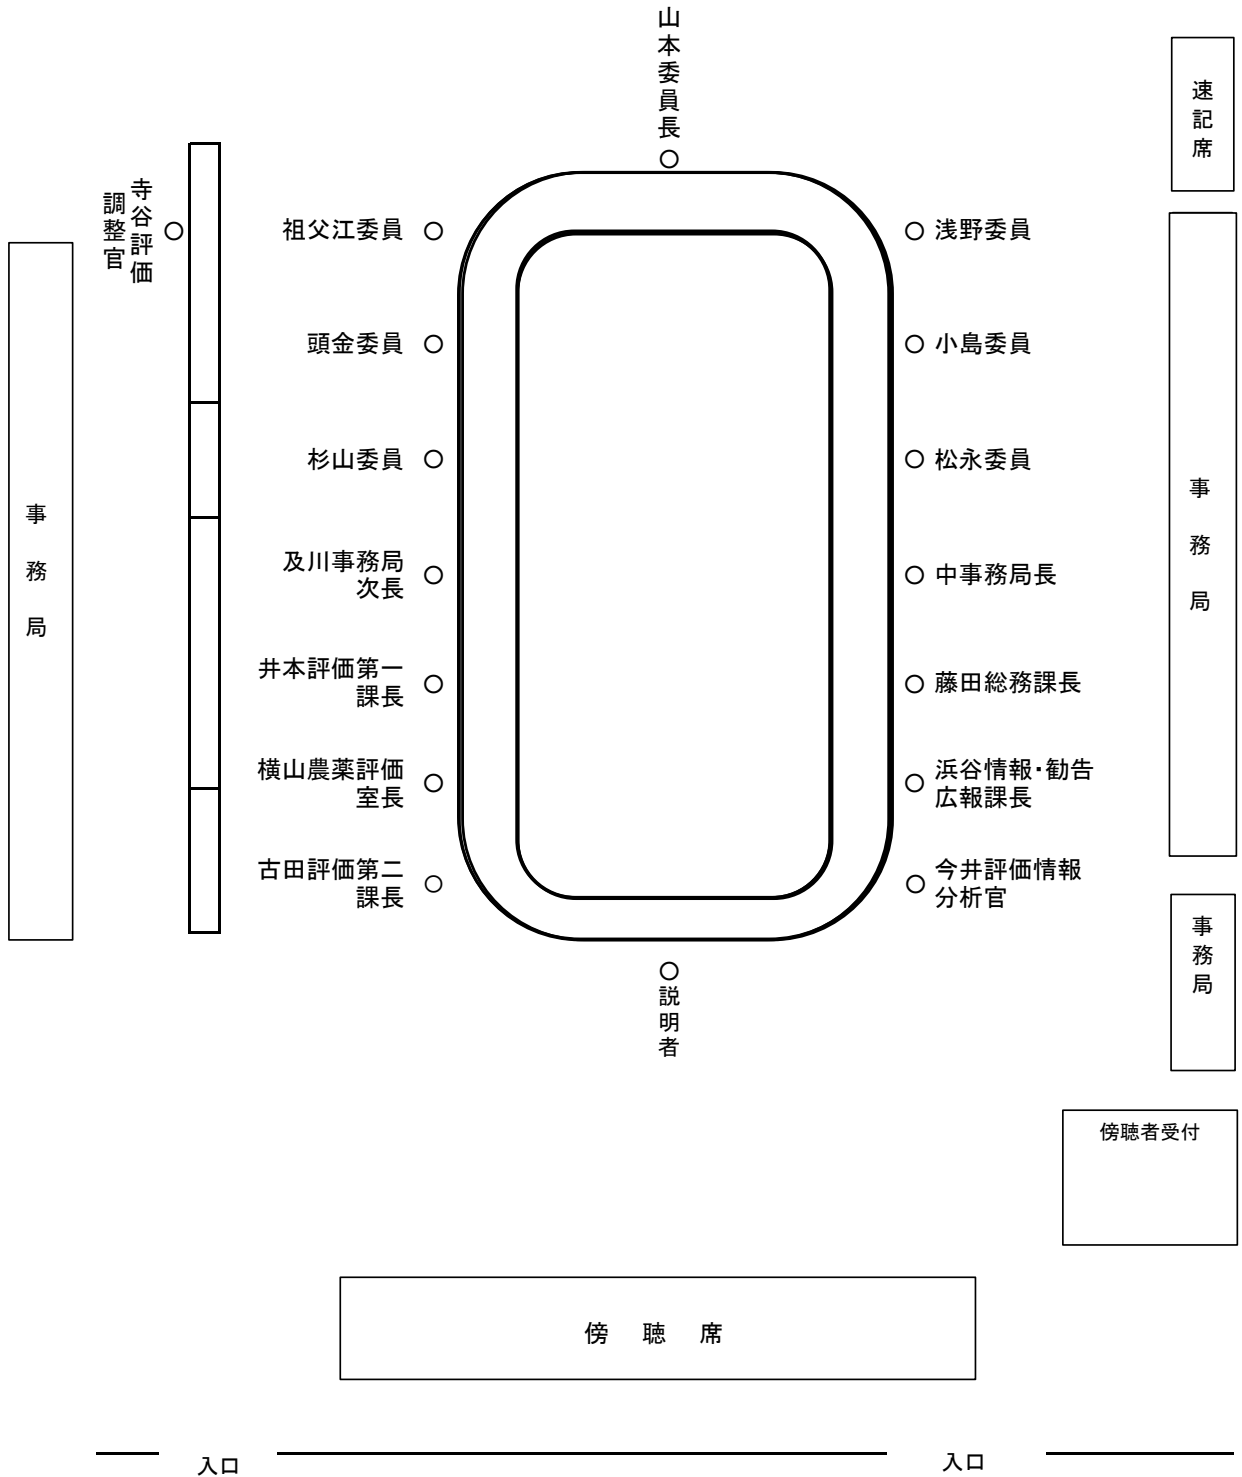 山本委員長
速記席
寺谷評価
調整官
祖父江委員
浅野委員
頭金委員
小島委員
杉山委員
松永委員
事務局
事務局
及川事務局
次長
中事務局長
井本評価第一
課長
藤田総務課長
横山農薬評価
室長
浜谷情報・勧告
広報課長
古田評価第二
課長
今井評価情報
分析官
事務局
説明者
傍聴者受付
傍 聴 席
入口
入口